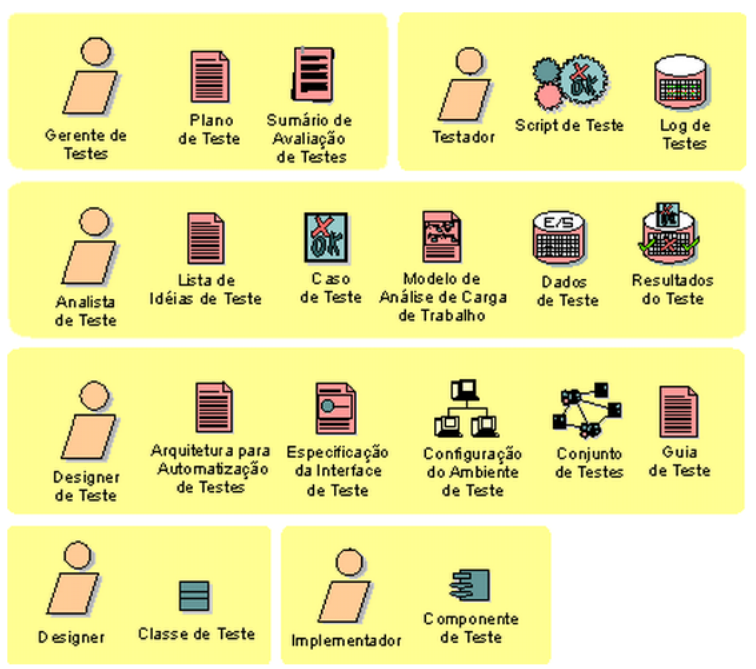 Gerente de
Testes
Plano
de Teste
Sumário de
Avaliação
de Testes
Testador
Script de Teste
OK
Log de
Testes
Analista
de Teste
Lista de
Idéias de Teste
OK
Caso
de Teste
Modelo de
Análise de Carga
de Trabalho
E/S
Dados
de Teste
OK
Resultados
do Teste
Designer
de Teste
Arquitetura para
Automatização
de Testes
Especificação
da Interface
de Teste
Configuração
do Ambiente
de Teste
Conjunto
de Testes
Guia
de Teste
Designer
Classe de Teste
Implementador
Componente
de Teste